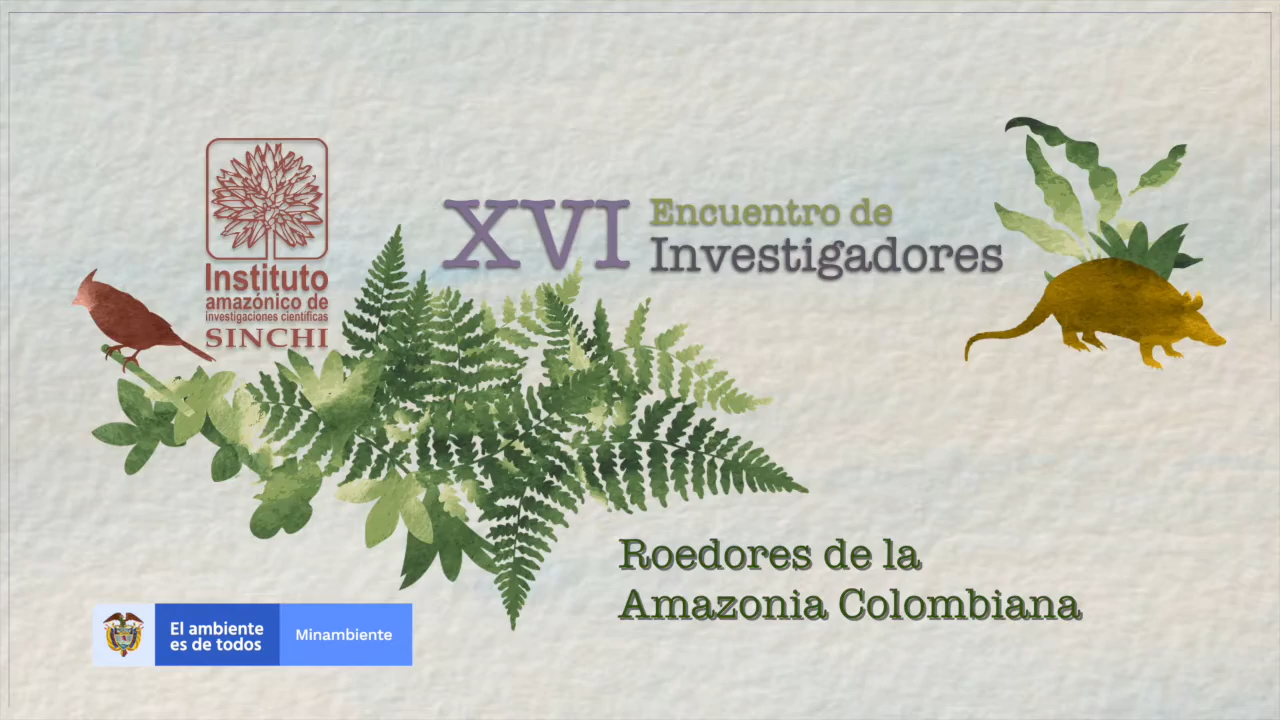 XVI Encuentro de
Investigadores
Instituto
amazónico de
investigaciones científicas
SINCHI
Roedores de la
Amazonia Colombiana
El ambiente
es de todos
Minambiente